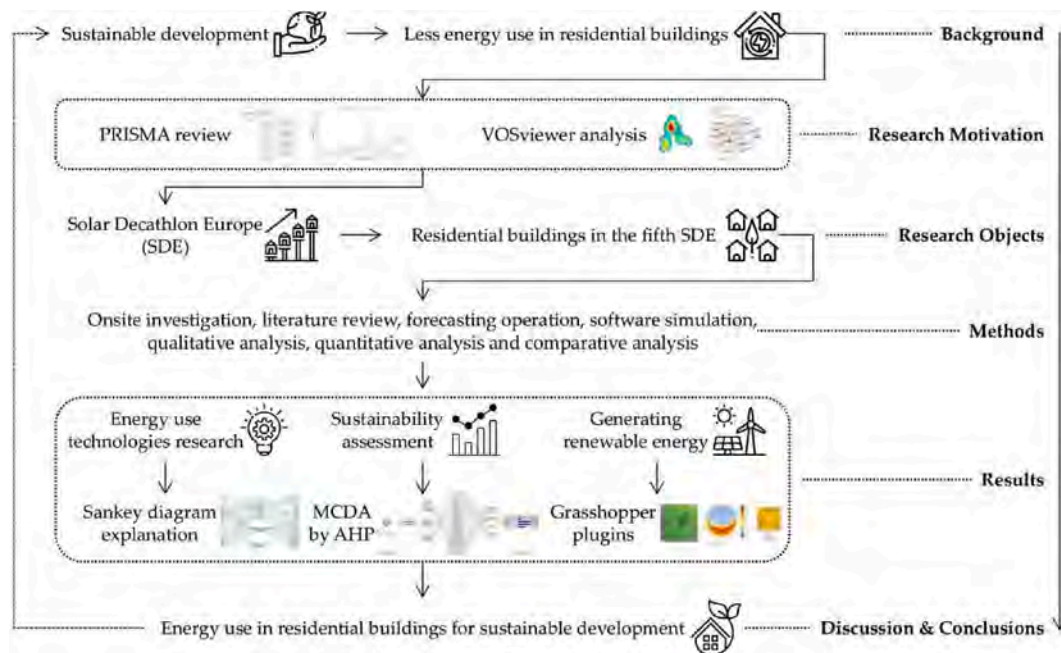 Sustainable development
Less energy use in residential buildings
Background
PRISMA review
VOSviewer analysis
Research Motivation
Solar Decathlon Europe
(SDE)
Residential buildings in the fifth SDE
Research Objects
Onsite investigation, literature review, forecasting operation, software simulation,
qualitative analysis, quantitative analysis and comparative analysis
Methods
Energy use
technologies research
Sustainability
assessment
Generating
renewable energy
Results
Sankey diagram
explanation
MCDA
by AHP
Grasshopper
plugins
Energy use in residential buildings for sustainable development
Discussion & Conclusions